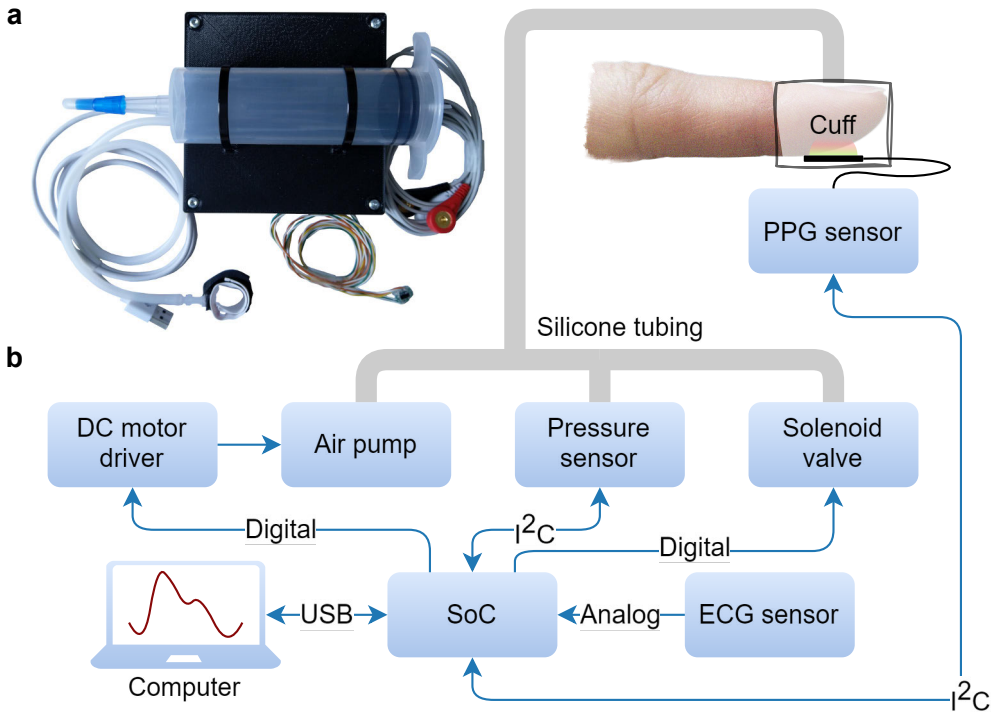 a
Cuff
PPG sensor
Silicone tubing
b
DC motor
driver
Air pump
Pressure
sensor
Solenoid
valve
Digital
I²C
Digital
USB
SoC
Analog
ECG sensor
Computer
I²C